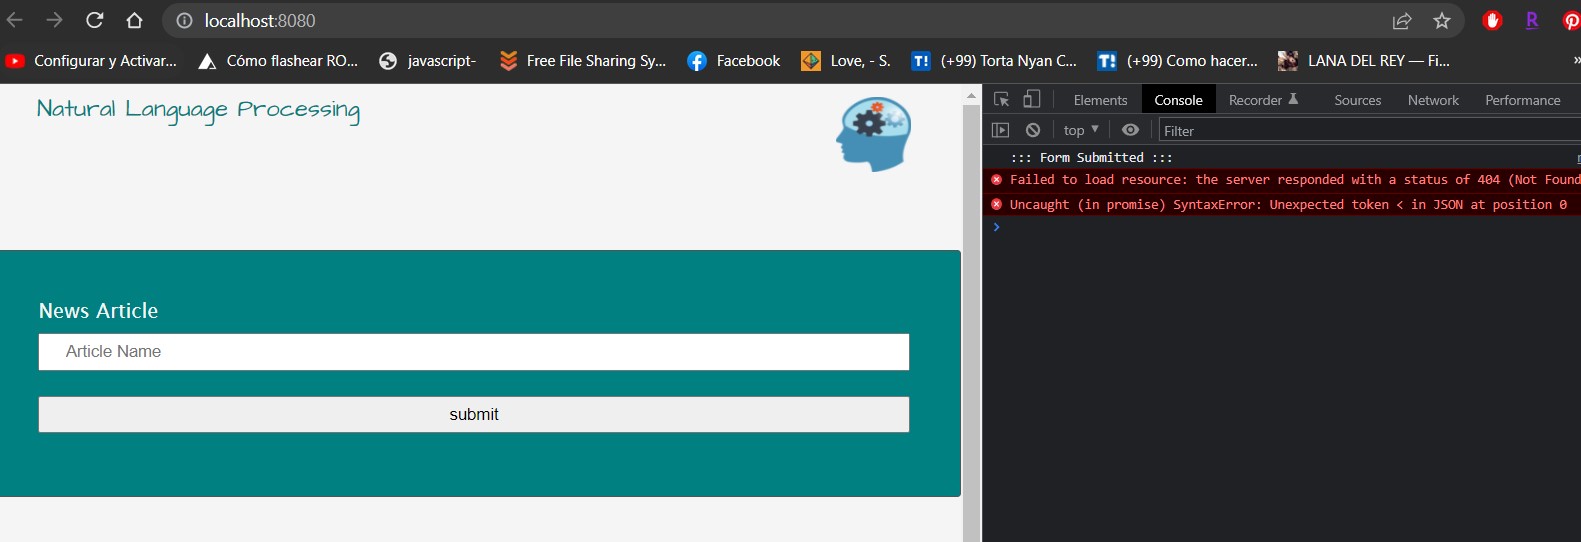 localhost:8080
Configurar y Activar... Cómo flashear RO... javascript- Free File Sharing Sy... Facebook Love, - S. (+99) Torta Nyan C... (+99) Como hacer... LANA DEL REY — Fi... »
Natural Language Processing
News Article
Article Name
submit
Elements Console Recorder Sources Network Performance
top Filter
::: Form Submitted :::
Failed to load resource: the server responded with a status of 404 (Not Found
Uncaught (in promise) SyntaxError: Unexpected token < in JSON at position 0